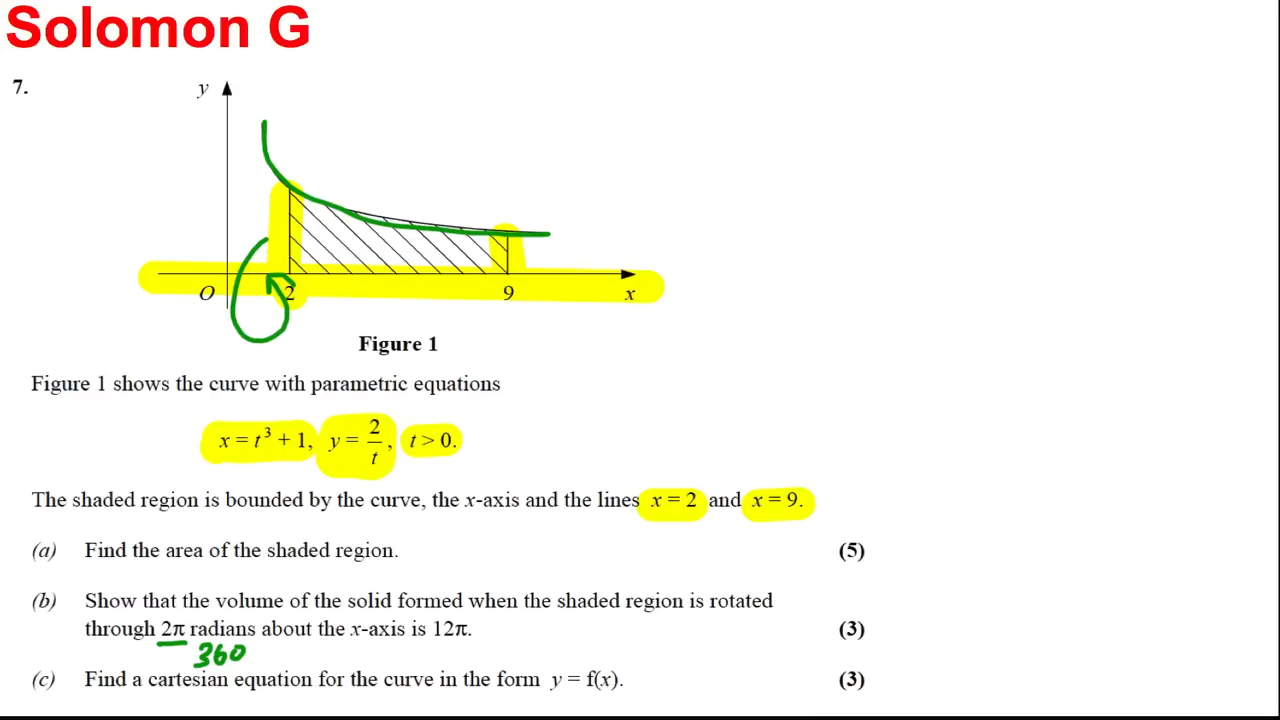 Solomon G
7.
y
O 2 9 x
Figure 1
Figure 1 shows the curve with parametric equations
x = t³ + 1, y = 2/t, t > 0.
The shaded region is bounded by the curve, the x-axis and the lines x = 2 and x = 9.
(a) Find the area of the shaded region. (5)
(b) Show that the volume of the solid formed when the shaded region is rotated
through 2π radians about the x-axis is 12π. (3)
360
(c) Find a cartesian equation for the curve in the form y = f(x). (3)